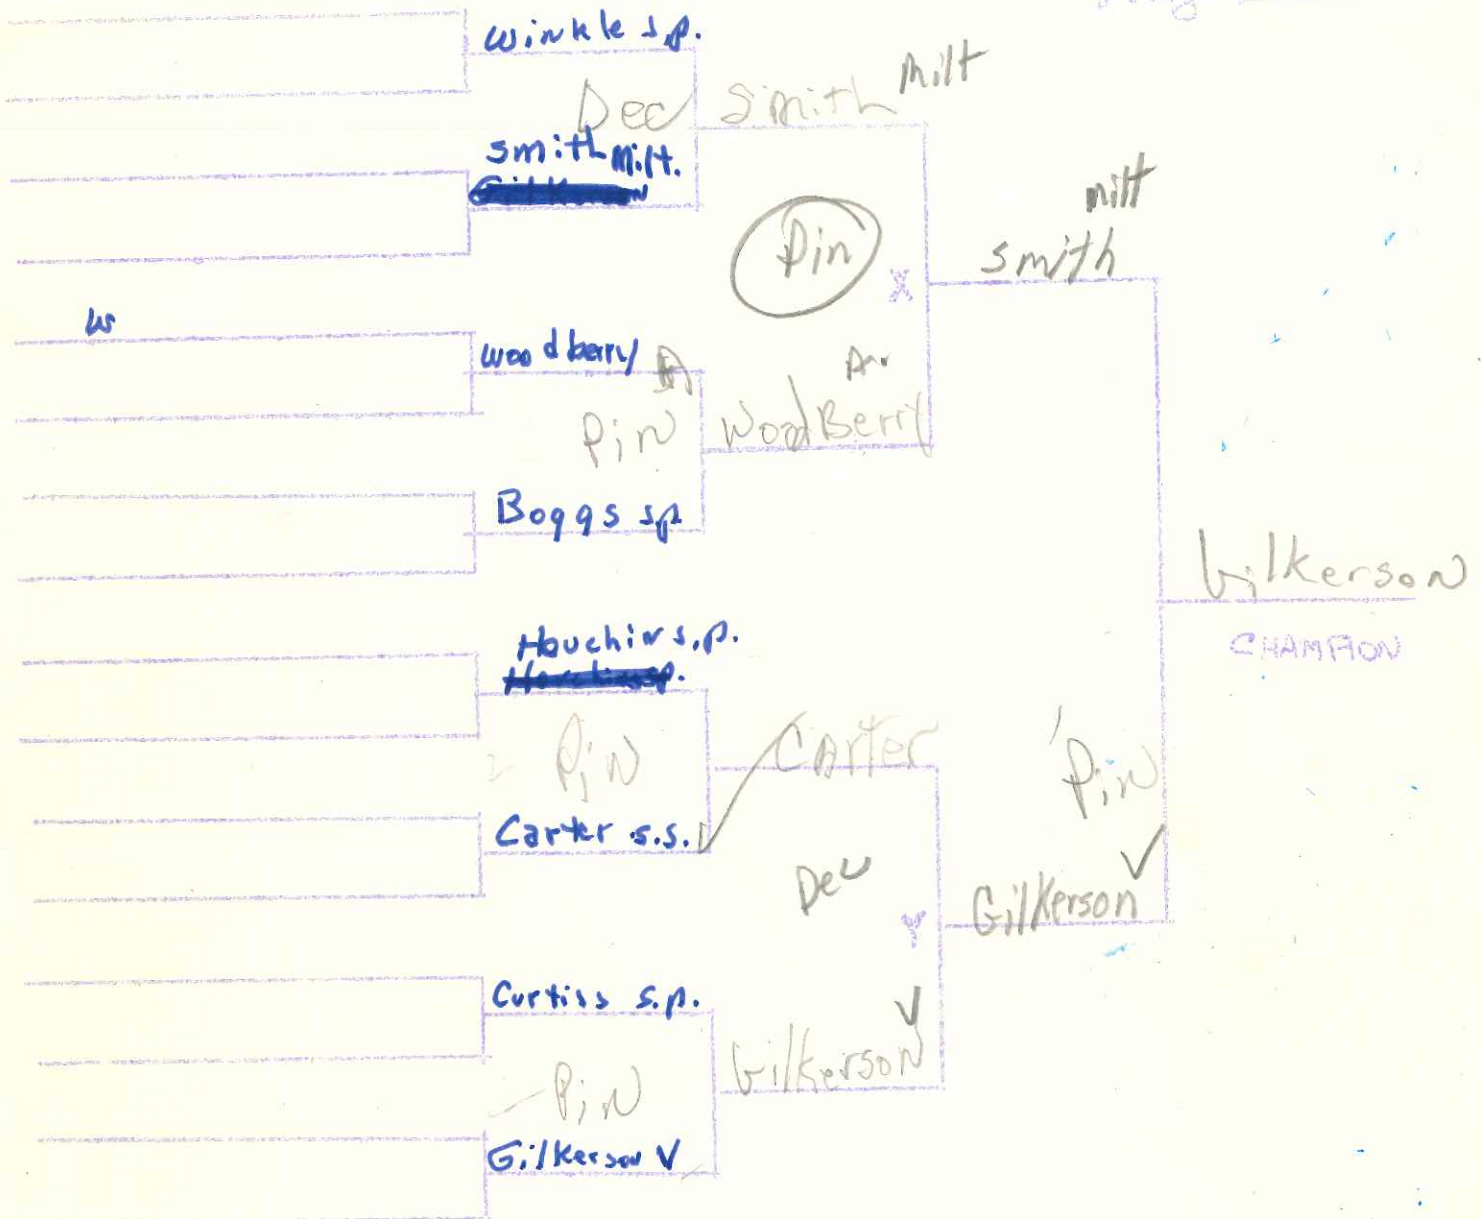 Winkle s.p.
Dec
Smith Milt
smith Milt.
Pin
milt
smith
X
W
Woodberry A
A.
Pin
WoodBerry
Boggs s.p.
Gilkerson
CHAMPION
Houchin s.p.
Pin
Carter
Pin
Carter s.s.
Dec
Gilkerson V
Y
Curtiss s.p.
V
Gilkerson
Pin
Gilkerson V